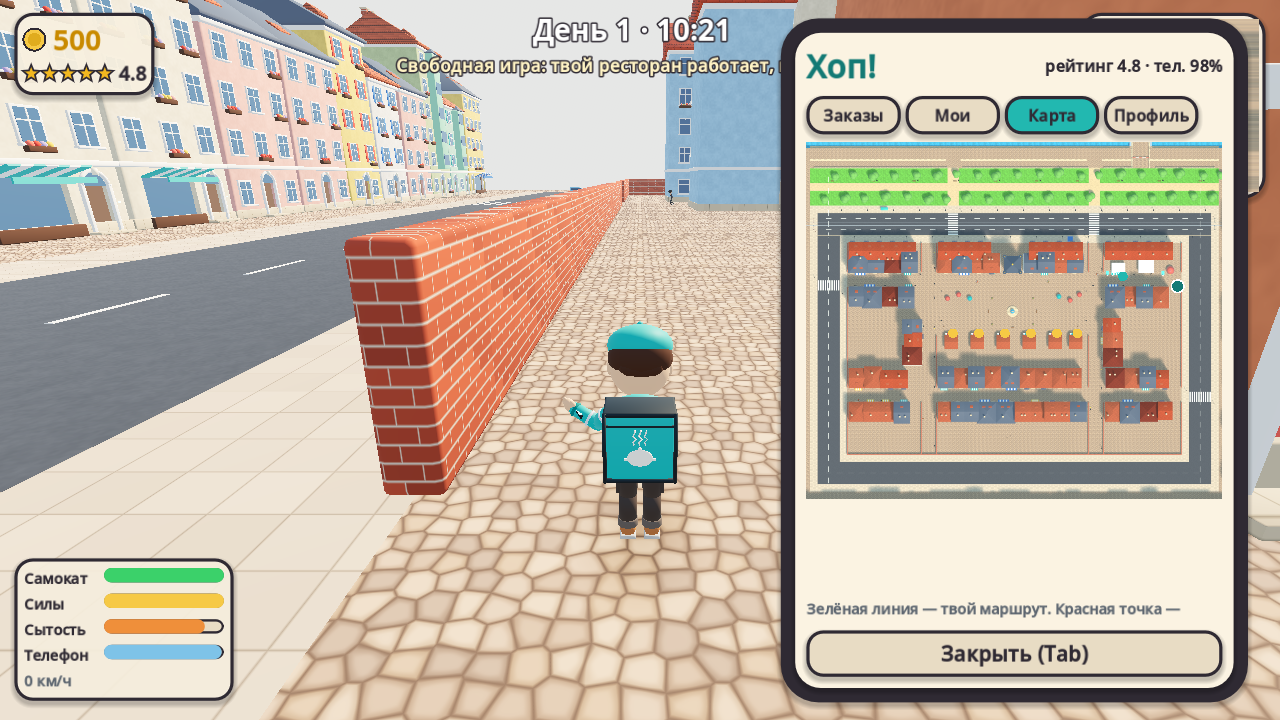 500
4.8
День 1 · 10:21
Свободная игра: твой ресторан работает,
Хоп!
рейтинг 4.8 · тел. 98%
Заказы
Мои
Карта
Профиль
Зелёная линия — твой маршрут. Красная точка —
Закрыть (Tab)
Самокат
Силы
Сытость
Телефон
0 км/ч